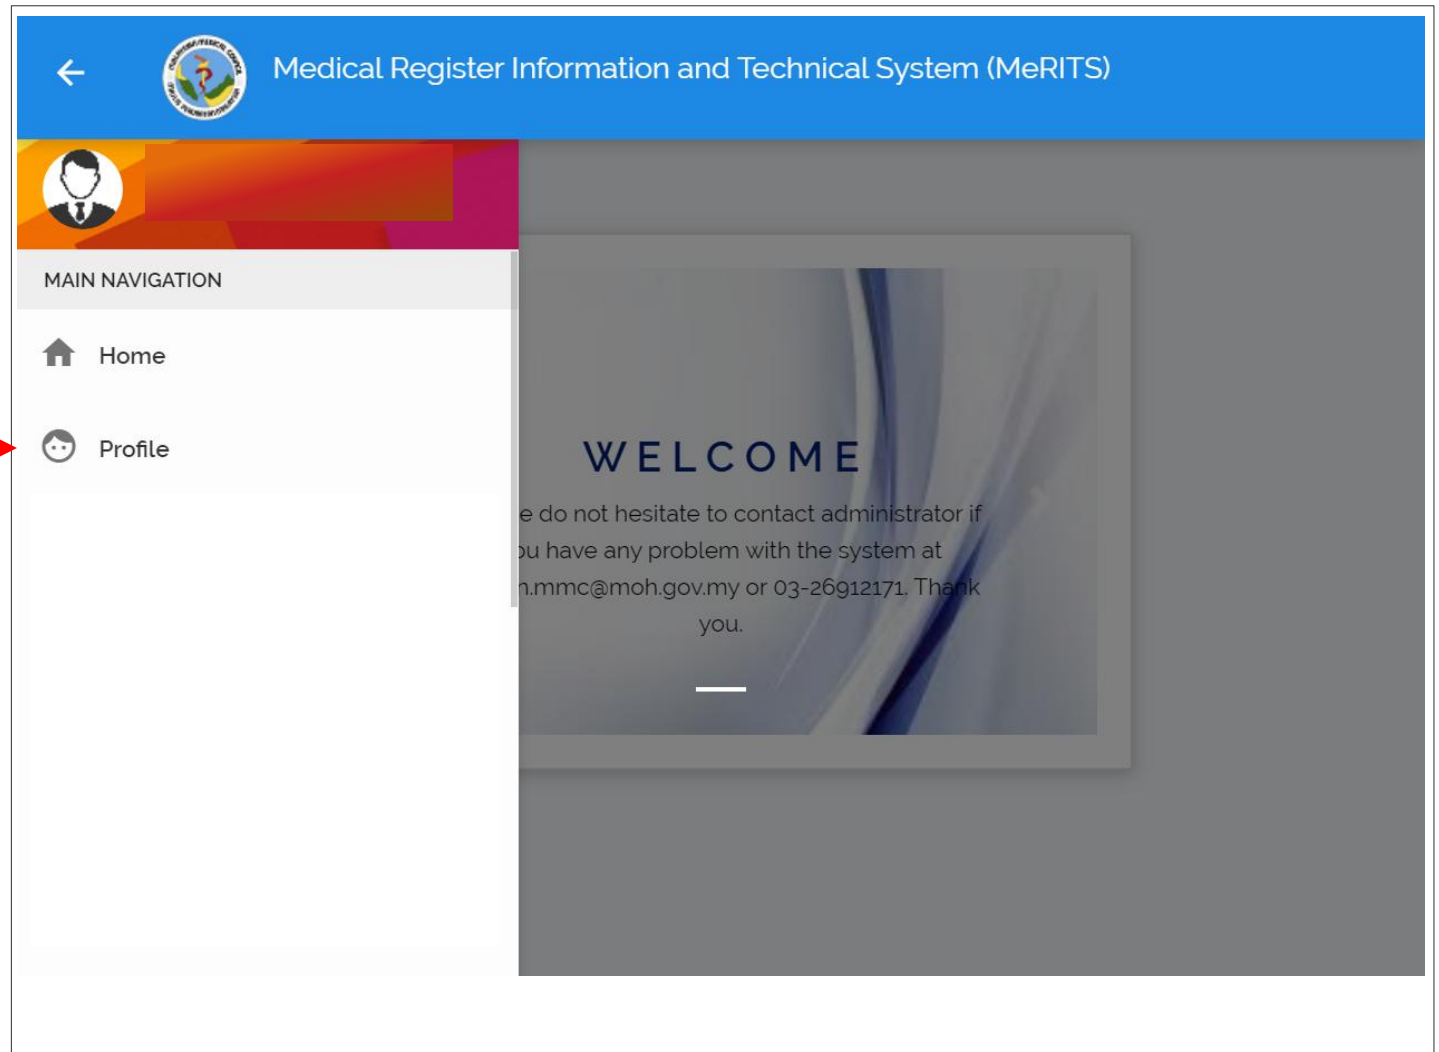 Medical Register Information and Technical System (MeRITS)
MAIN NAVIGATION
Home
Profile
WELCOME
e do not hesitate to contact administrator if
ou have any problem with the system at
n.mmc@moh.gov.my or 03-26912171. Thank
you.